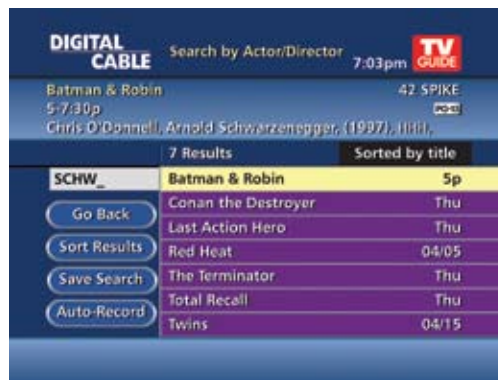 DIGITAL CABLE Search by Actor/Director 7:03pm TV GUIDE
Batman & Robin 42 SPIKE
5-7:30p PG-13
Chris O'Donnell, Arnold Schwarzenegger, (1997),
7 Results Sorted by title
SCHW_ Batman & Robin 5p
Go Back Conan the Destroyer Thu
Last Action Hero Thu
Sort Results Red Heat 04/05
Save Search The Terminator Thu
Auto-Record Total Recall Thu
Twins 04/15